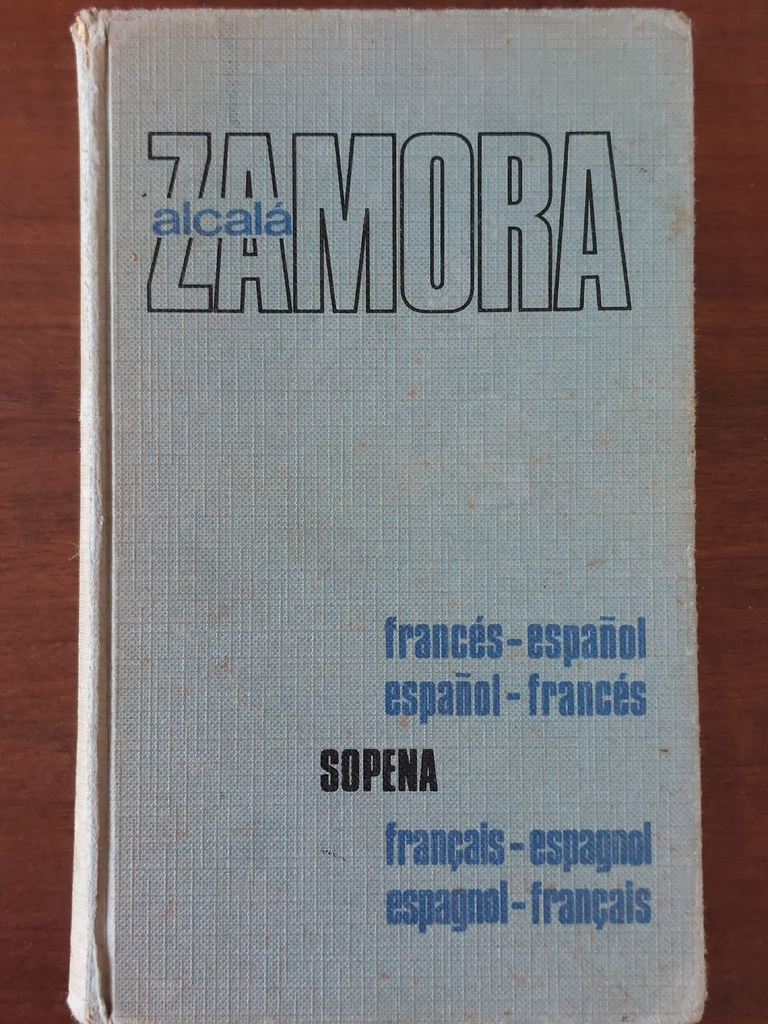 alcalá
ZAMORA
francés-español
español-francés
SOPENA
français-espagnol
espagnol-français